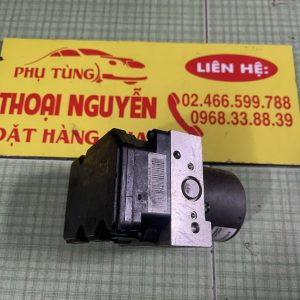 PHỤ TÙNG
LIÊN HỆ:
THOẠI NGUYỄN
02.466.599.788
0968.33.88.39
ĐẶT HÀNG